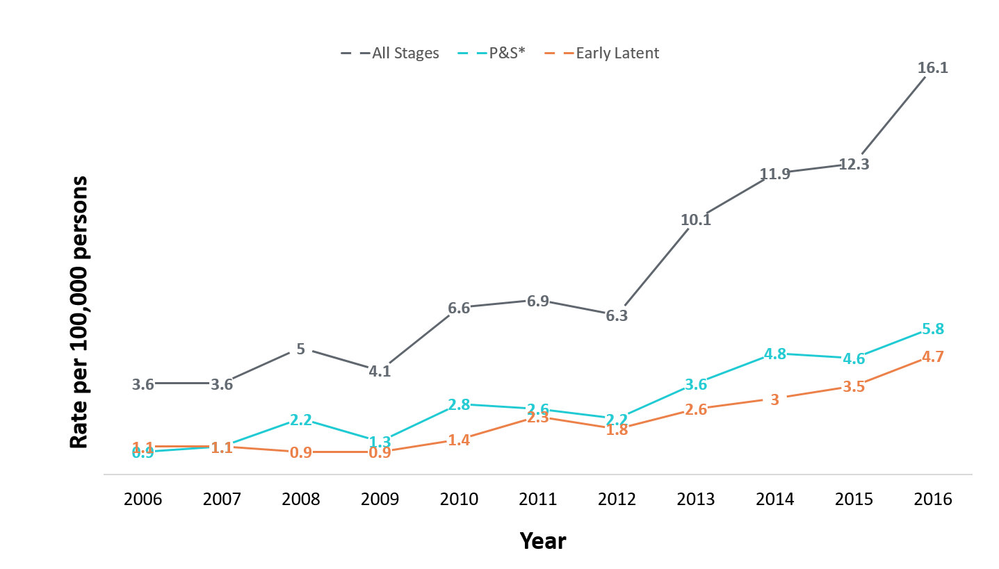 All Stages P&S* Early Latent
Rate per 100,000 persons
3.6 3.6 5 4.1 6.6 6.9 6.3 10.1 11.9 12.3 16.1
0.9 2.2 1.3 2.8 2.6 2.2 3.6 4.8 4.6 5.8
1.1 1.1 0.9 0.9 1.4 2.3 1.8 2.6 3 3.5 4.7
2006 2007 2008 2009 2010 2011 2012 2013 2014 2015 2016
Year